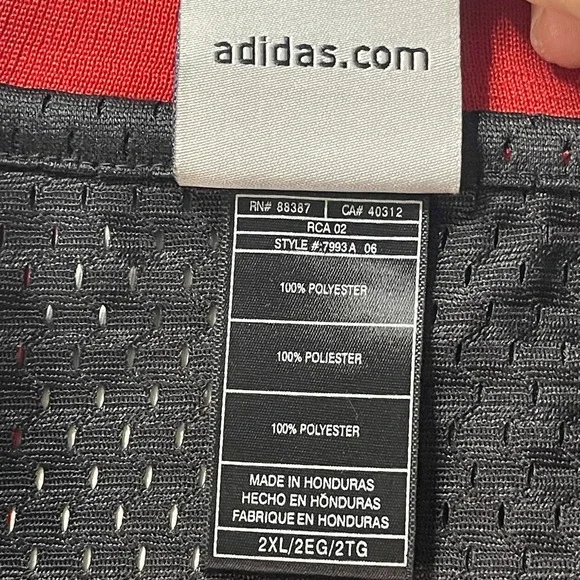 adidas.com
RN# 88387 CA# 40312
RCA 02
STYLE #:7993A 06
100% POLYESTER
100% POLIESTER
100% POLYESTER
MADE IN HONDURAS
HECHO EN HONDURAS
FABRIQUE EN HONDURAS
2XL/2EG/2TG